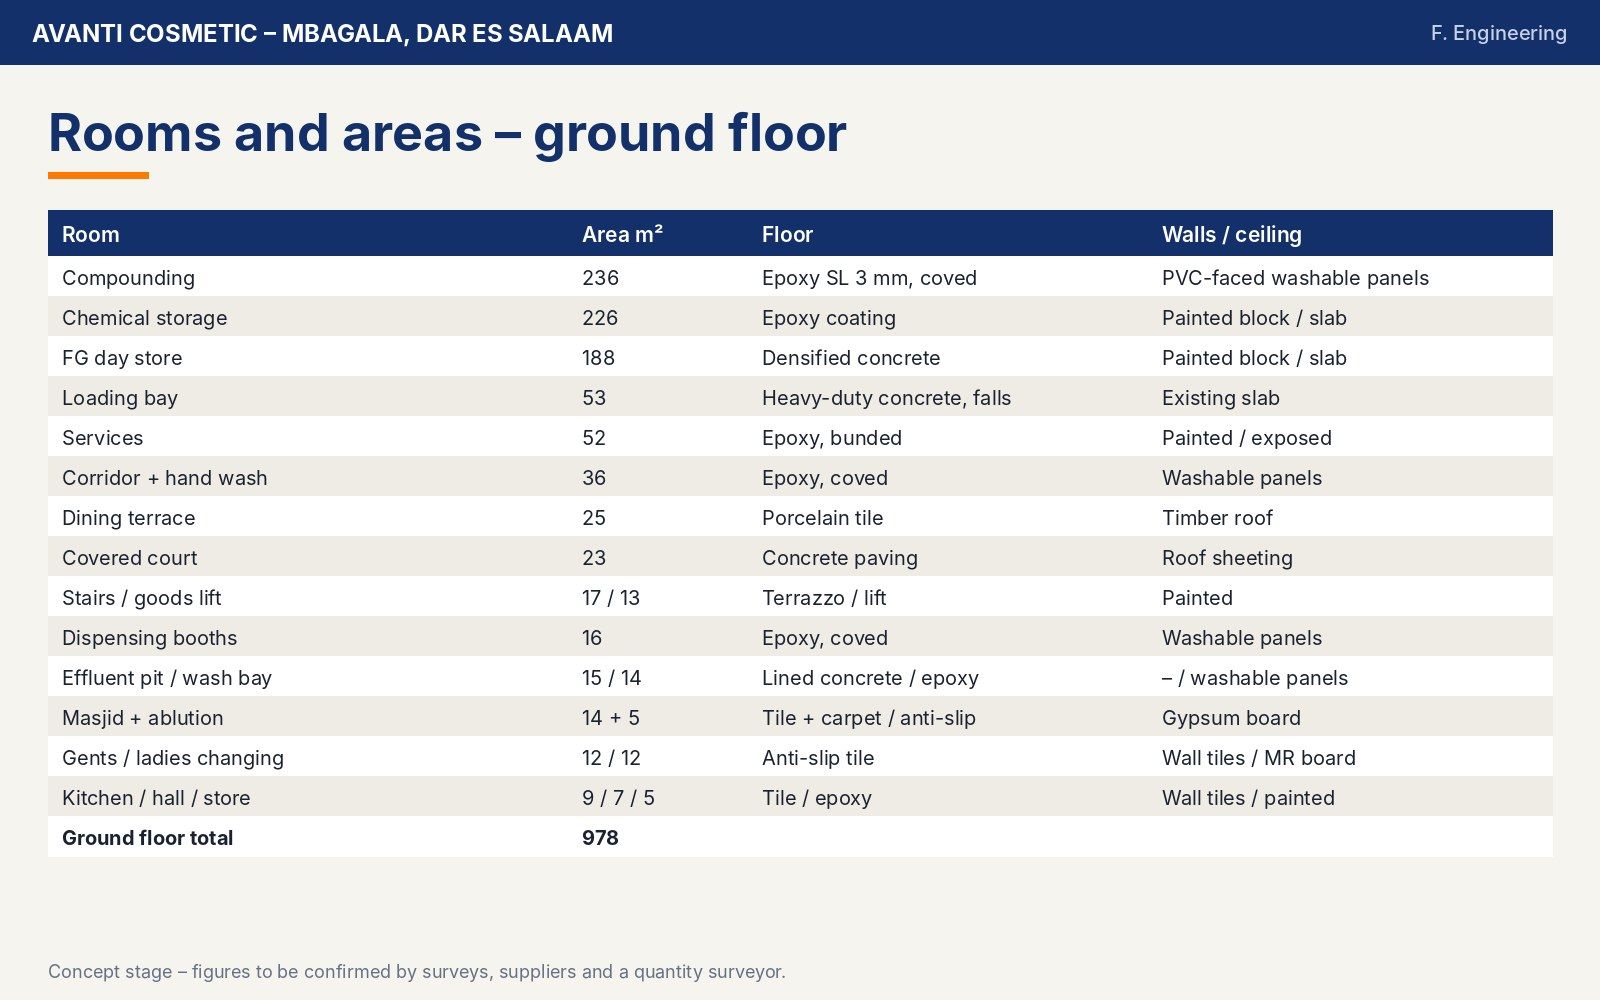 AVANTI COSMETIC – MBAGALA, DAR ES SALAAM F. Engineering
Rooms and areas – ground floor
Room Area m² Floor Walls / ceiling
Compounding 236 Epoxy SL 3 mm, coved PVC-faced washable panels
Chemical storage 226 Epoxy coating Painted block / slab
FG day store 188 Densified concrete Painted block / slab
Loading bay 53 Heavy-duty concrete, falls Existing slab
Services 52 Epoxy, bunded Painted / exposed
Corridor + hand wash 36 Epoxy, coved Washable panels
Dining terrace 25 Porcelain tile Timber roof
Covered court 23 Concrete paving Roof sheeting
Stairs / goods lift 17 / 13 Terrazzo / lift Painted
Dispensing booths 16 Epoxy, coved Washable panels
Effluent pit / wash bay 15 / 14 Lined concrete / epoxy – / washable panels
Masjid + ablution 14 + 5 Tile + carpet / anti-slip Gypsum board
Gents / ladies changing 12 / 12 Anti-slip tile Wall tiles / MR board
Kitchen / hall / store 9 / 7 / 5 Tile / epoxy Wall tiles / painted
Ground floor total 978
Concept stage – figures to be confirmed by surveys, suppliers and a quantity surveyor.